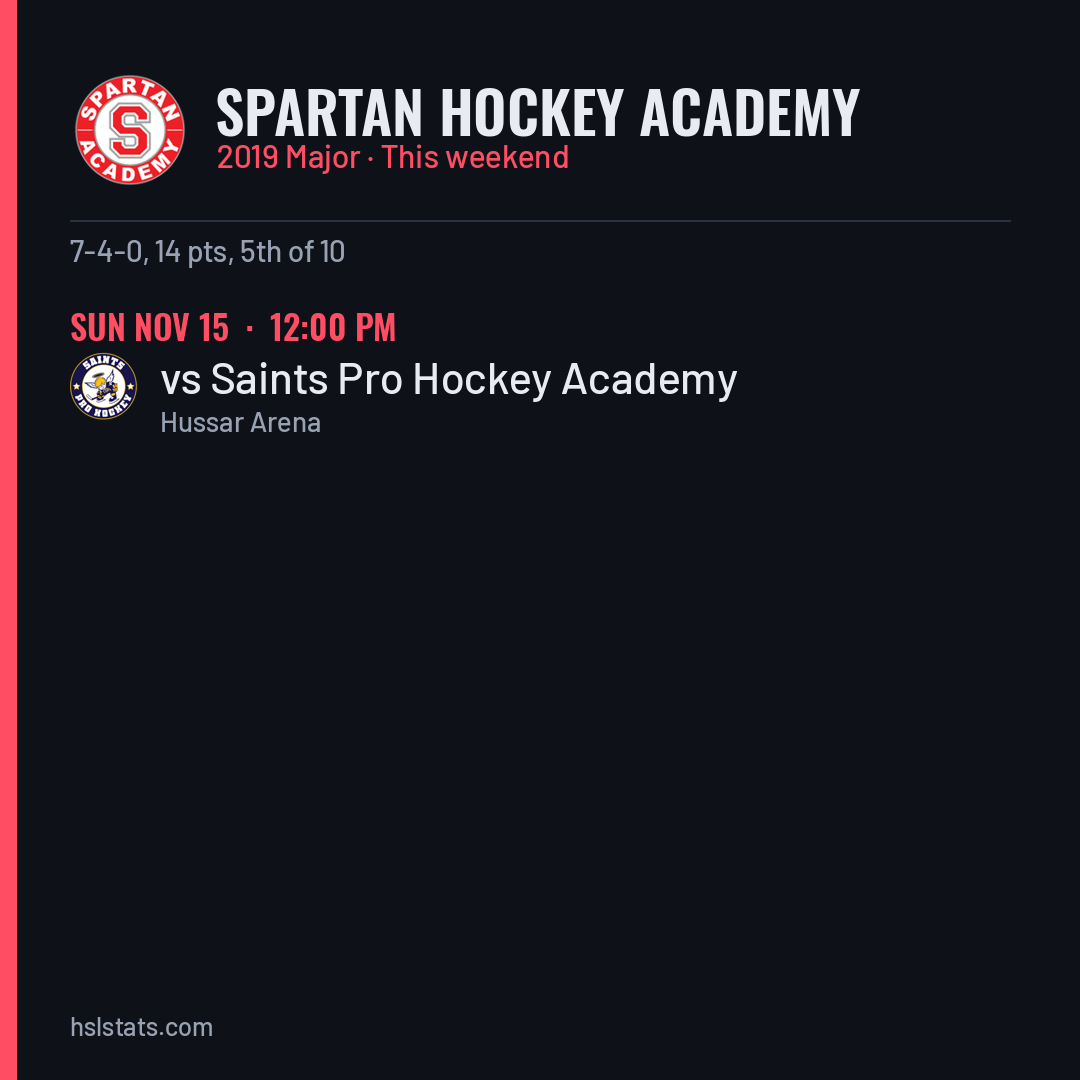 SPARTAN ACADEMY
S
SPARTAN HOCKEY ACADEMY
2019 Major · This weekend
7-4-0, 14 pts, 5th of 10
SUN NOV 15 · 12:00 PM
SAINTS PRO HOCKEY
vs Saints Pro Hockey Academy
Hussar Arena
hslstats.com